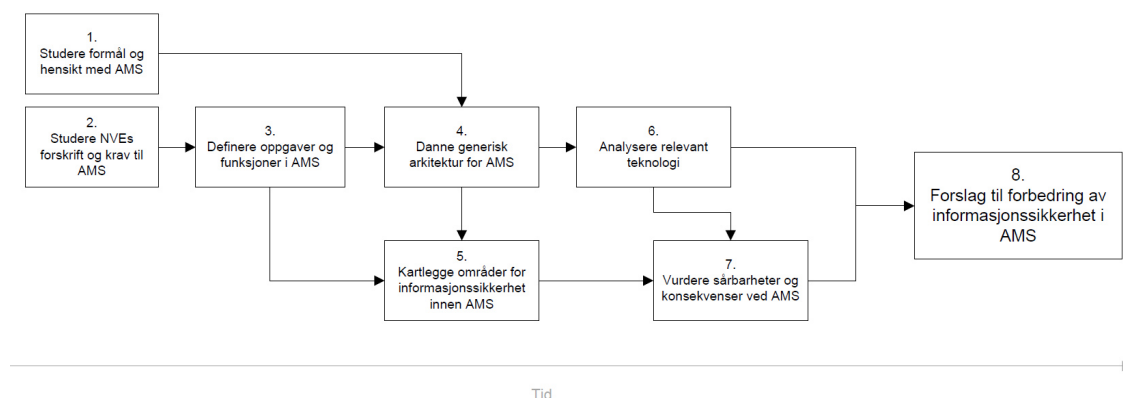 1.
Studere formål og
hensikt med AMS
2.
Studere NVEs
forskrift og krav til
AMS
3.
Definere oppgaver og
funksjoner i AMS
4.
Danne generisk
arkitektur for AMS
5.
Kartlegge områder for
informasjonssikkerhet
innen AMS
6.
Analysere relevant
teknologi
7.
Vurdere sårbarheter og
konsekvenser ved AMS
8.
Forslag til forbedring av
informasjonssikkerhet i
AMS
Tid